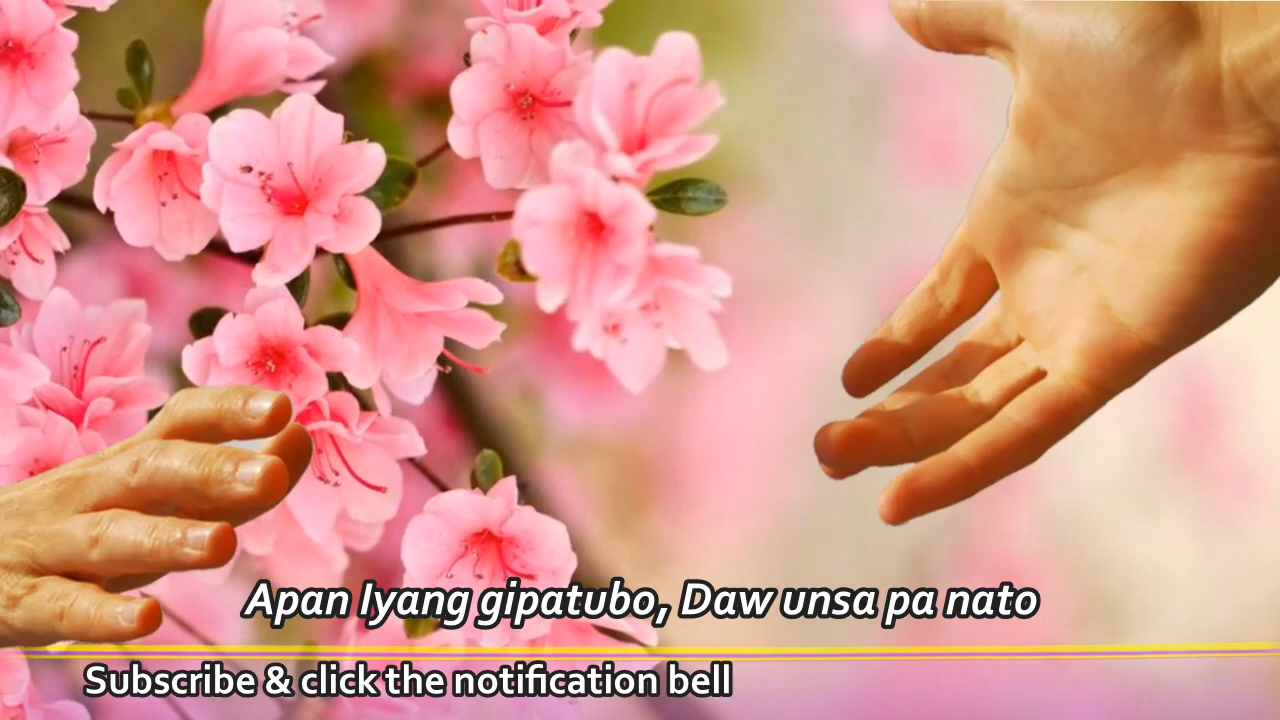 Apan Iyang gipatubo, Daw unsa pa nato
Subscribe & click the notification bell